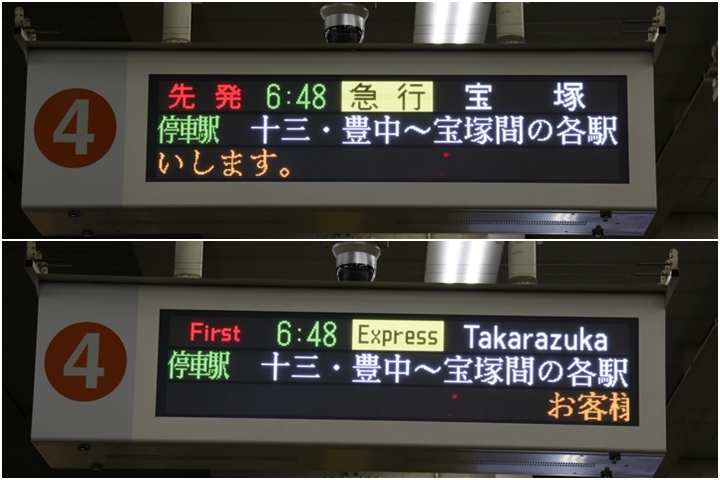 4
先発 6:48 急行 宝塚
停車駅 十三・豊中～宝塚間の各駅
いします。
4
First 6:48 Express Takarazuka
停車駅 十三・豊中～宝塚間の各駅
お客様